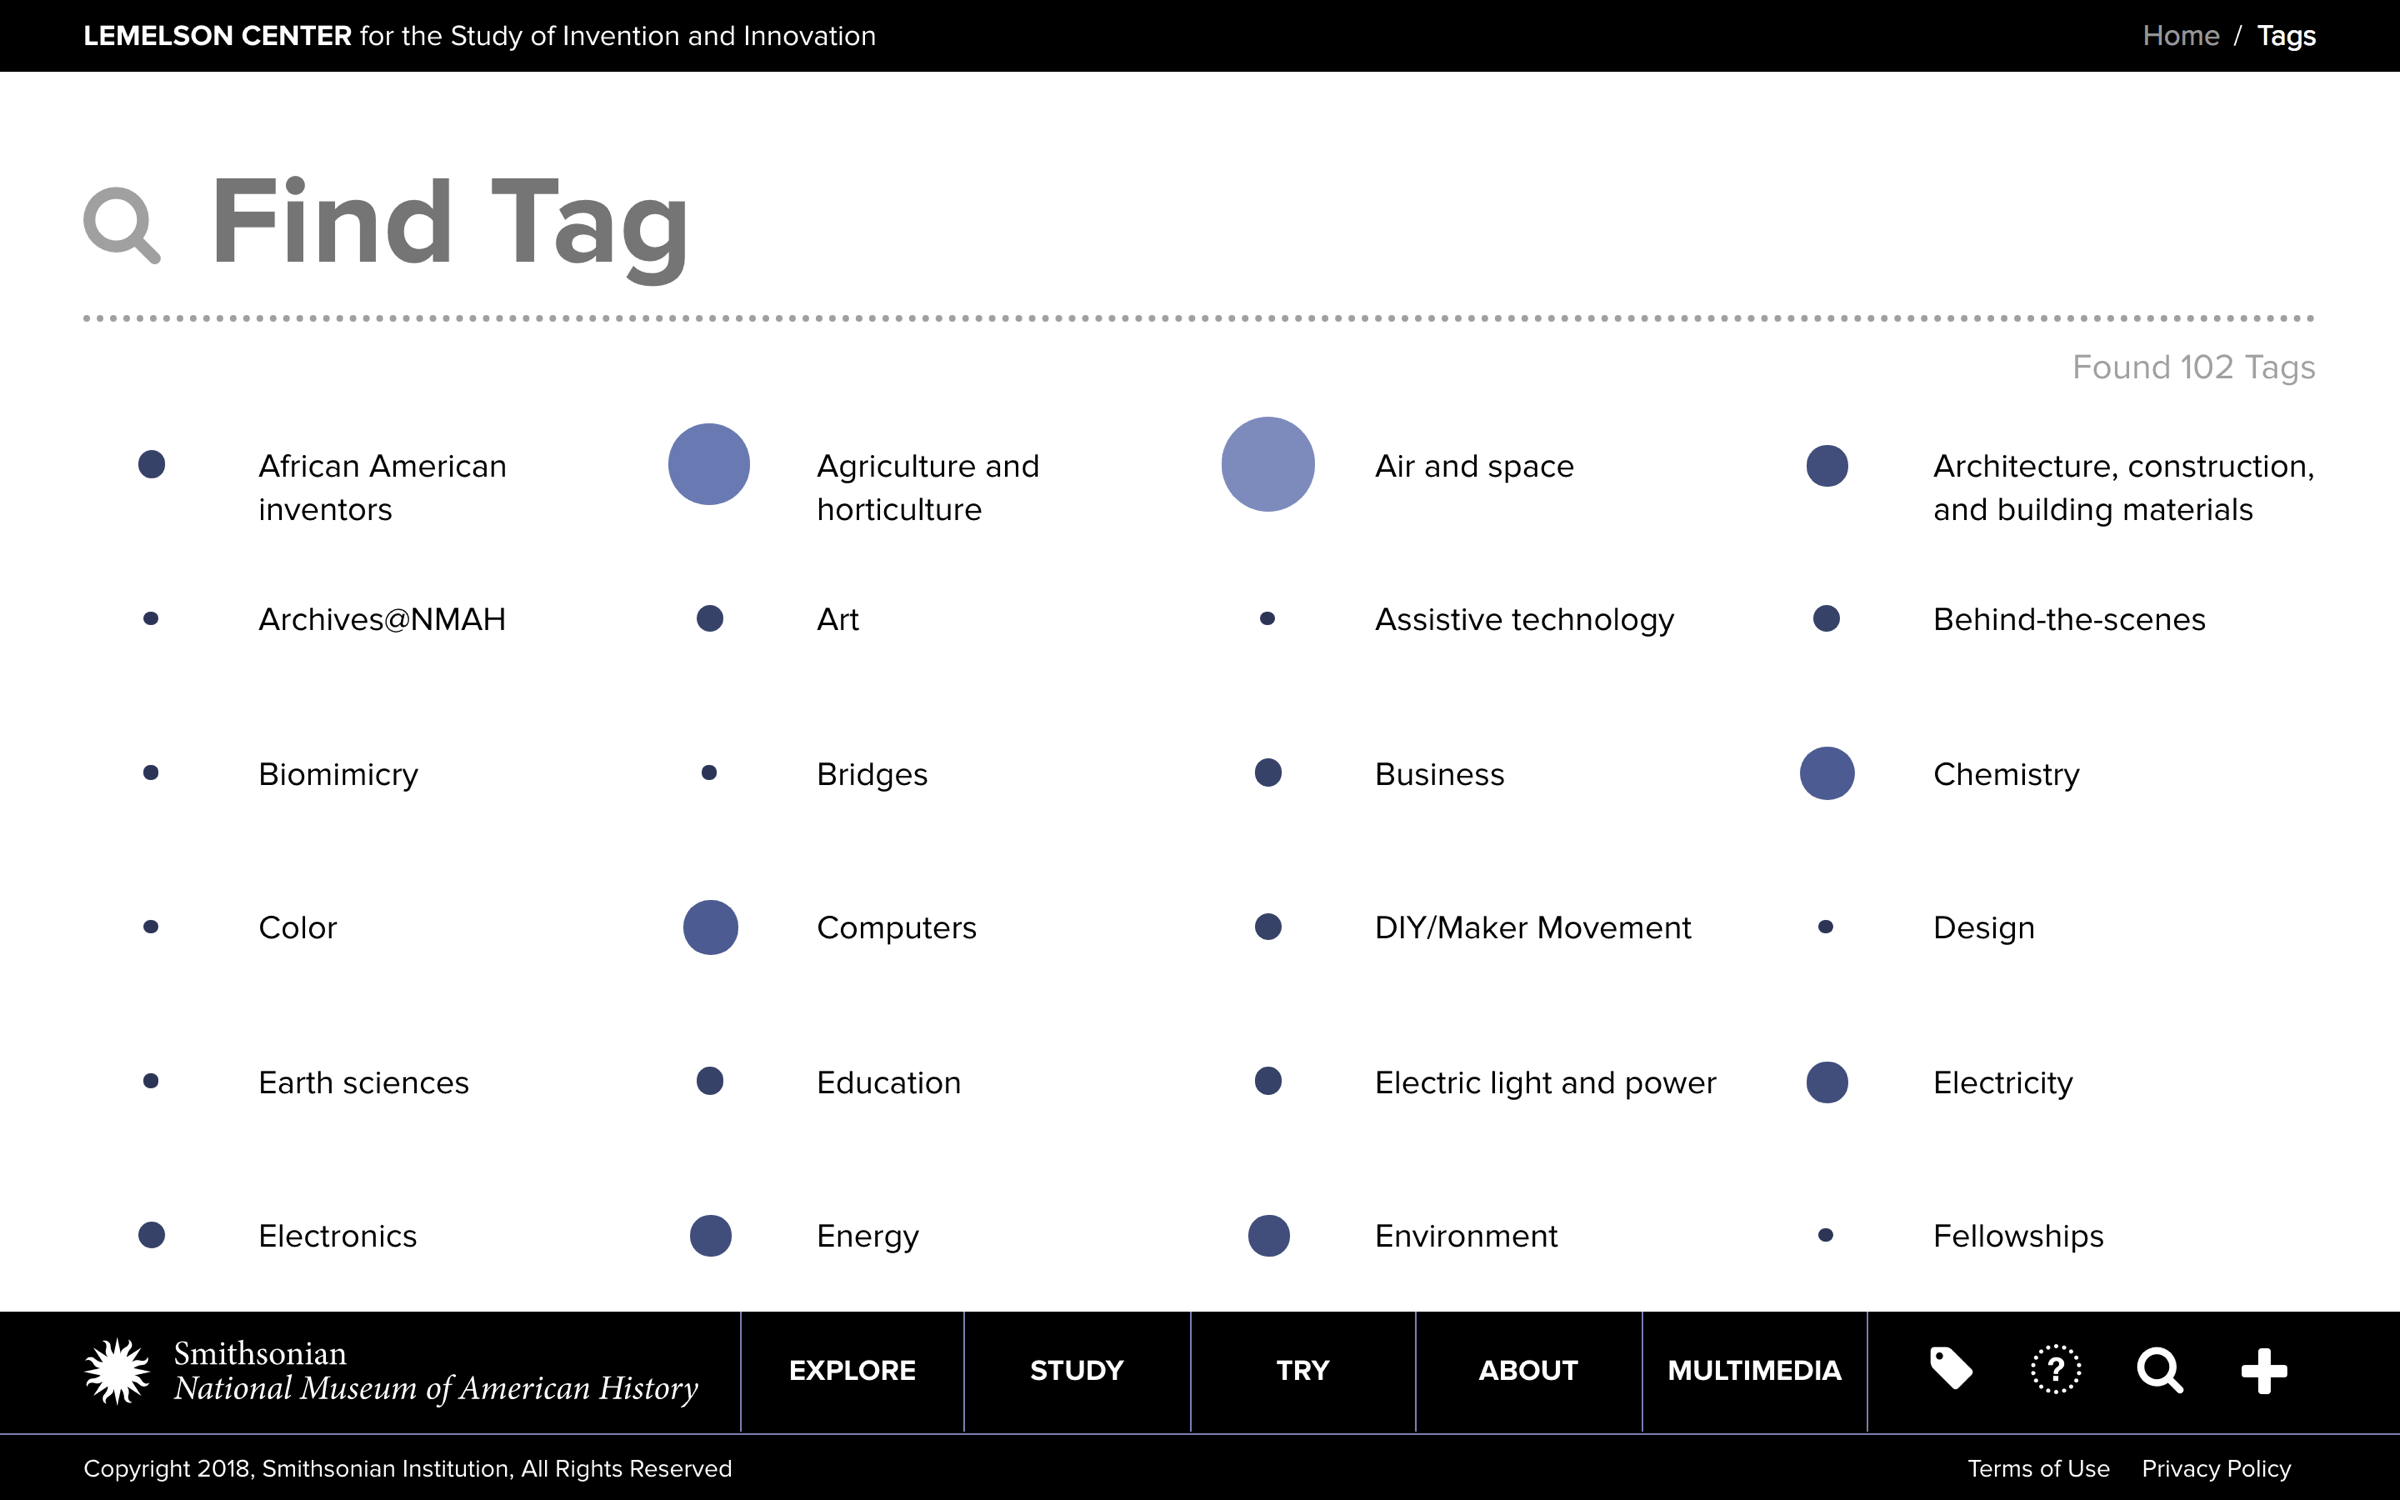 LEMELSON CENTER for the Study of Invention and Innovation
Home / Tags
Find Tag
Found 102 Tags
African American
inventors
Agriculture and
horticulture
Air and space
Architecture, construction,
and building materials
Archives@NMAH
Art
Assistive technology
Behind-the-scenes
Biomimicry
Bridges
Business
Chemistry
Color
Computers
DIY/Maker Movement
Design
Earth sciences
Education
Electric light and power
Electricity
Electronics
Energy
Environment
Fellowships
Smithsonian
National Museum of American History
EXPLORE
STUDY
TRY
ABOUT
MULTIMEDIA
?
Copyright 2018, Smithsonian Institution, All Rights Reserved
Terms of Use
Privacy Policy